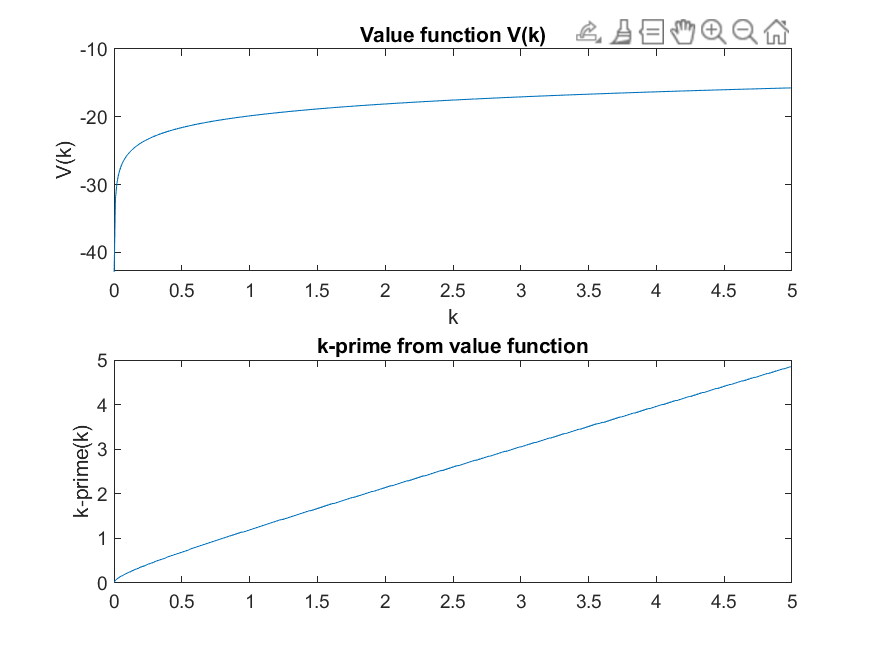 Value function V(k)
-10
-20
-30
-40
V(k)
0 0.5 1 1.5 2 2.5 3 3.5 4 4.5 5
k
k-prime from value function
5
4
3
2
1
0
k-prime(k)
0 0.5 1 1.5 2 2.5 3 3.5 4 4.5 5